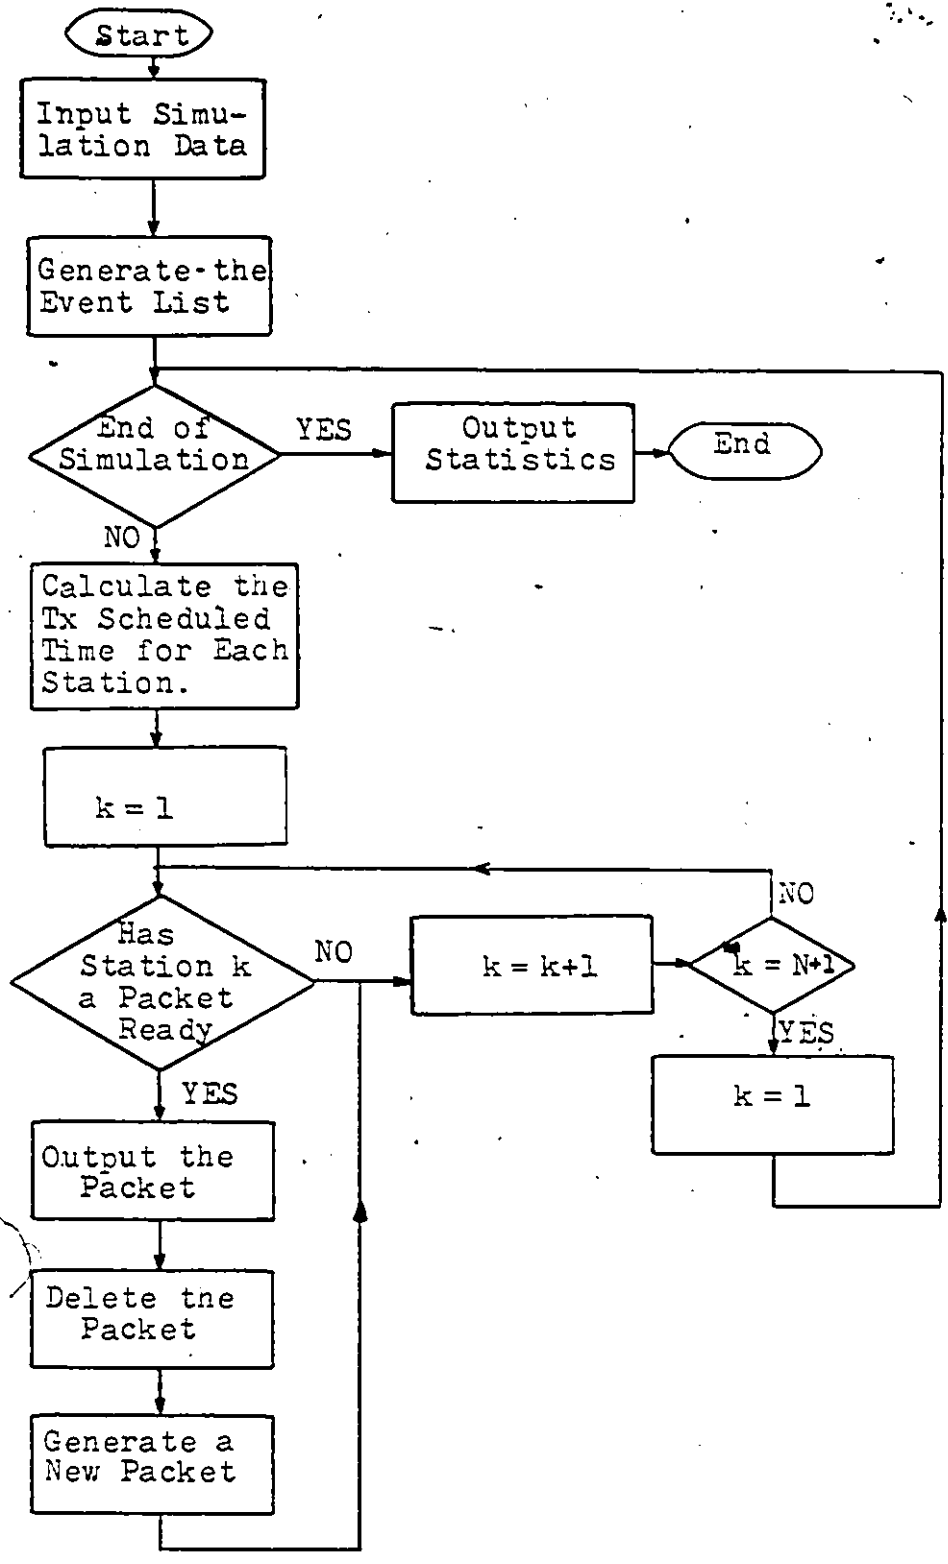 Start
Input Simu-
lation Data
Generate the
Event List
End of
Simulation
YES
Output
Statistics
End
NO
Calculate the
Tx Scheduled
Time for Each
Station.
k = 1
Has
Station k
a Packet
Ready
NO
k = k+1
k = N+1
NO
YES
k = 1
YES
Output the
Packet
Delete the
Packet
Generate a
New Packet